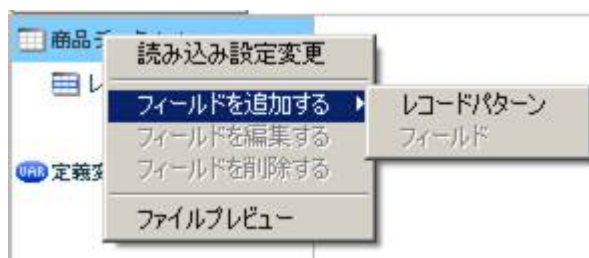 商品デ
読み込み設定変更
レ
フィールドを追加する
レコードパターン
フィールドを編集する
フィールド
VAR 定義変
フィールドを削除する
ファイルプレビュー